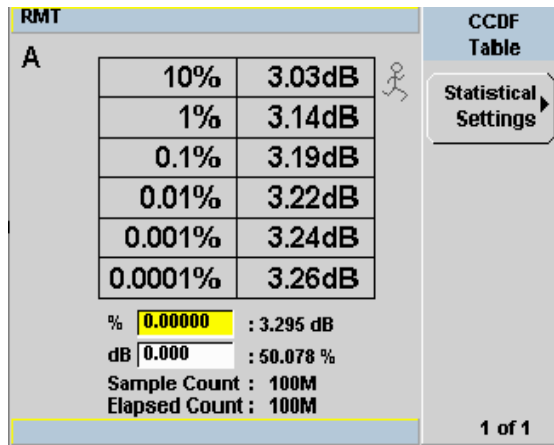 RMT
CCDF
Table
A
Statistical
Settings
10% 3.03dB
1% 3.14dB
0.1% 3.19dB
0.01% 3.22dB
0.001% 3.24dB
0.0001% 3.26dB
% 0.00000 : 3.295 dB
dB 0.000 : 50.078 %
Sample Count : 100M
Elapsed Count : 100M
1 of 1